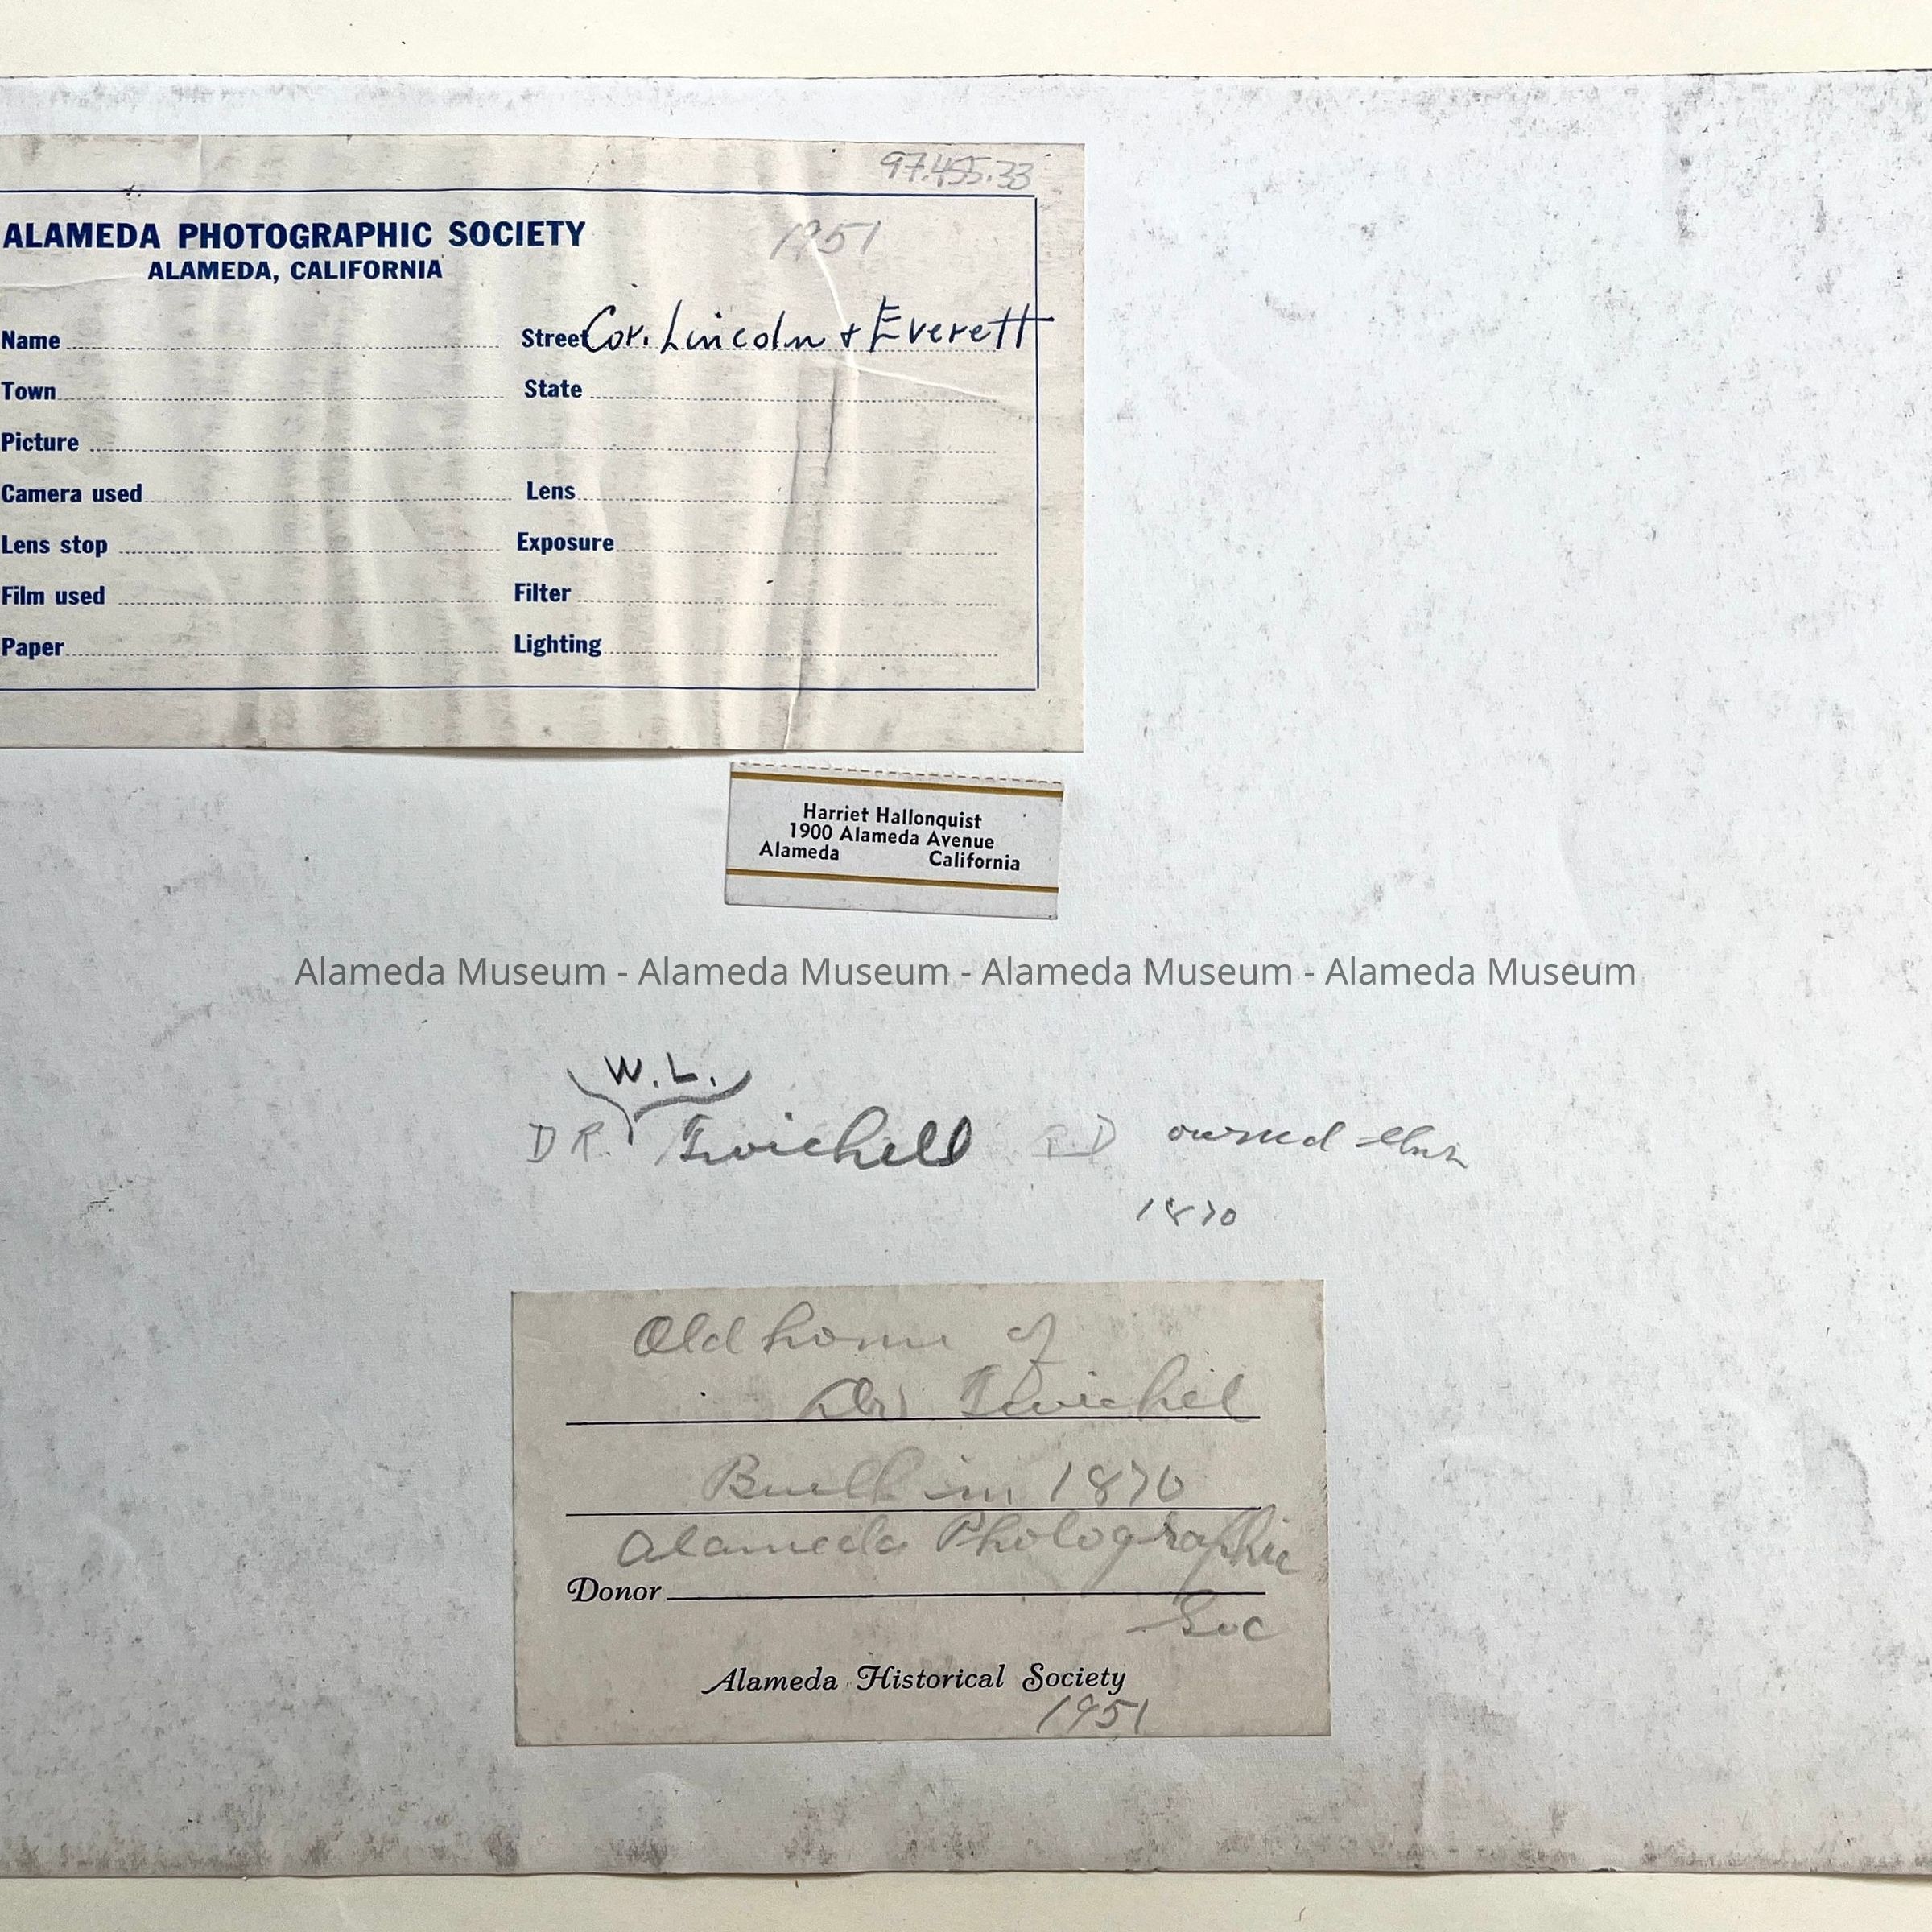 97.455.33
ALAMEDA PHOTOGRAPHIC SOCIETY
1951
ALAMEDA, CALIFORNIA
Name Street Cor. Lincoln + Everett
Town State
Picture
Camera used Lens
Lens stop Exposure
Film used Filter
Paper Lighting
Harriet Hallonquist
1900 Alameda Avenue
Alameda California
Alameda Museum - Alameda Museum - Alameda Museum - Alameda Museum
W.L.
DR. Twichell owned this
1870
Old home of
Dr. Twichel
Built in 1870
Alameda Photographic
Donor
Soc
Alameda Historical Society
1951